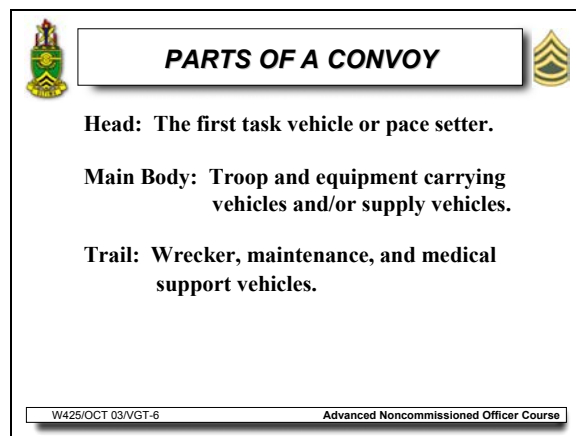 PARTS OF A CONVOY
Head: The first task vehicle or pace setter.
Main Body: Troop and equipment carrying
vehicles and/or supply vehicles.
Trail: Wrecker, maintenance, and medical
support vehicles.
W425/OCT 03/VGT-6 Advanced Noncommissioned Officer Course